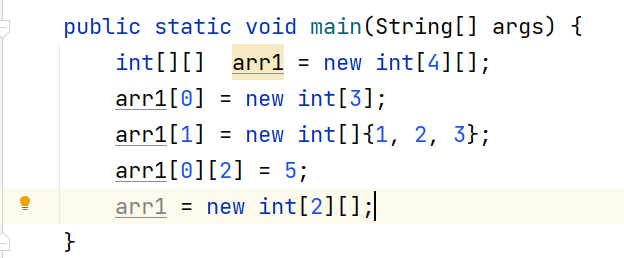 public static void main(String[] args) {
    int[][]  arr1 = new int[4][];
    arr1[0] = new int[3];
    arr1[1] = new int[]{1, 2, 3};
    arr1[0][2] = 5;
    arr1 = new int[2][];
}